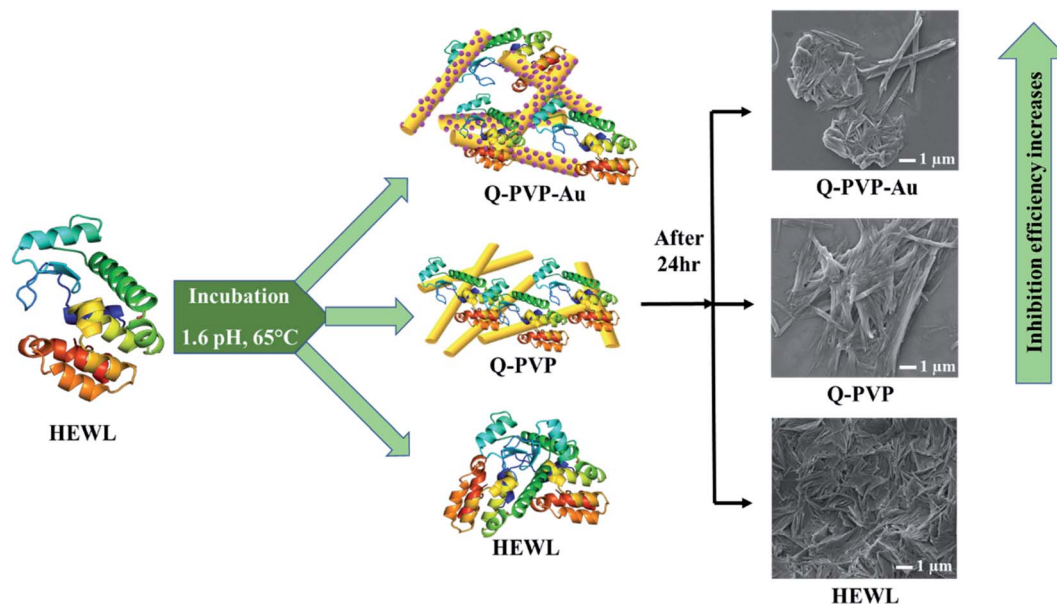 HEWL
Incubation
1.6 pH, 65°C
Q-PVP-Au
Q-PVP
HEWL
After
24hr
1 µm
Q-PVP-Au
1 µm
Q-PVP
1 µm
HEWL
Inhibition efficiency increases